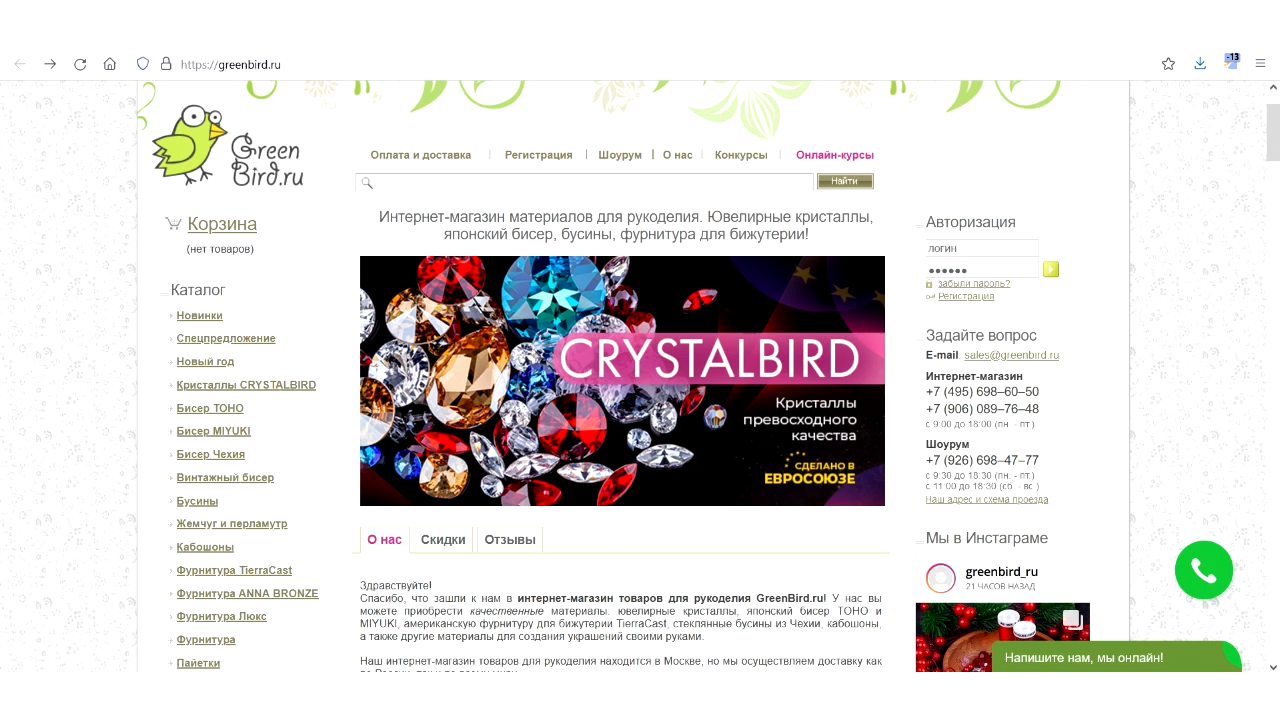 https://greenbird.ru
-13
Green
Bird.ru
Оплата и доставка
Регистрация
Шоурум
О нас
Конкурсы
Онлайн-курсы
Найти
Корзина
(нет товаров)
Каталог
Новинки
Спецпредложение
Новый год
Кристаллы CRYSTALBIRD
Бисер TOHO
Бисер MIYUKI
Бисер Чехия
Винтажный бисер
Бусины
Жемчуг и перламутр
Кабошоны
Фурнитура TierraCast
Фурнитура ANNA BRONZE
Фурнитура Люкс
Фурнитура
Пайетки
Интернет-магазин материалов для рукоделия. Ювелирные кристаллы,
японский бисер, бусины, фурнитура для бижутерии!
CRYSTALBIRD
Кристаллы
превосходного
качества
СДЕЛАНО В
ЕВРОСОЮЗЕ
О нас
Скидки
Отзывы
Здравствуйте!
Спасибо, что зашли к нам в интернет-магазин товаров для рукоделия GreenBird.ru! У нас вы
можете приобрести качественные материалы: ювелирные кристаллы, японский бисер TOHO и
MIYUKI, американскую фурнитуру для бижутерии TierraCast, стеклянные бусины из Чехии, кабошоны,
а также другие материалы для создания украшений своими руками.
Наш интернет-магазин товаров для рукоделия находится в Москве, но мы осуществляем доставку как
Авторизация
логин
забыли пароль?
Регистрация
Задайте вопрос
E-mail: sales@greenbird.ru
Интернет-магазин
+7 (495) 698–60–50
+7 (906) 089–76–48
с 9:00 до 18:00 (пн. - пт.)
Шоурум
+7 (926) 698–47–77
с 9:30 до 18:30 (пн. - пт.)
с 11:00 до 18:30 (сб. - вс.)
Наш адрес и схема проезда
Мы в Инстаграме
greenbird_ru
21 ЧАСОВ НАЗАД
Напишите нам, мы онлайн!